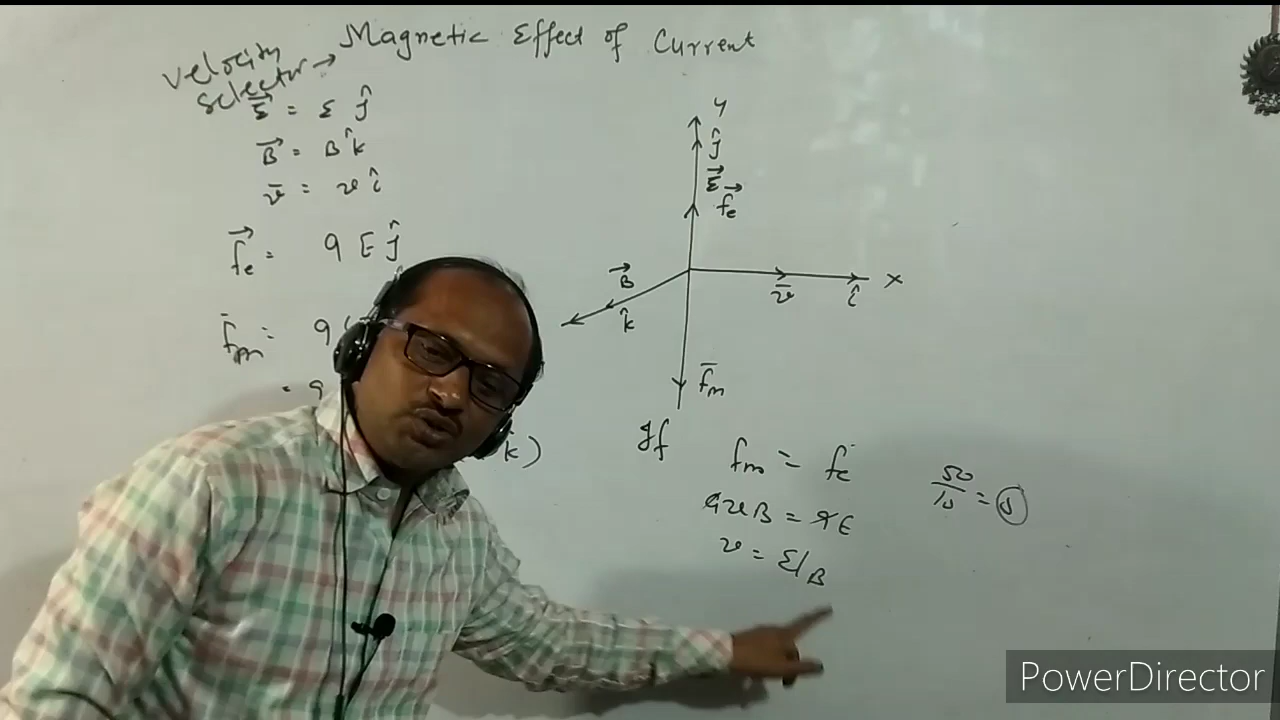 Magnetic Effect of Current
velocity
selector →
E⃗ = E ĵ
B⃗ = B k̂
v̄ = v î
f⃗e = q E ĵ
f̄m = q(
= q
k̂)
y
ĵ
E⃗
f⃗e
B⃗
k̂
v̄
î
x
f̄m
If
fm = fe
qvB = qE
v = E/B
50/10 = 5
PowerDirector